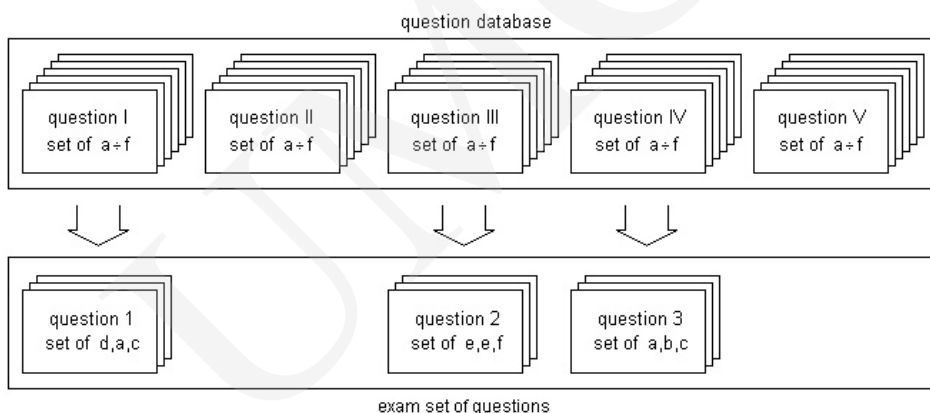 question database
question I
set of a÷f
question II
set of a÷f
question III
set of a÷f
question IV
set of a÷f
question V
set of a÷f
question 1
set of d,a,c
question 2
set of e,e,f
question 3
set of a,b,c
exam set of questions